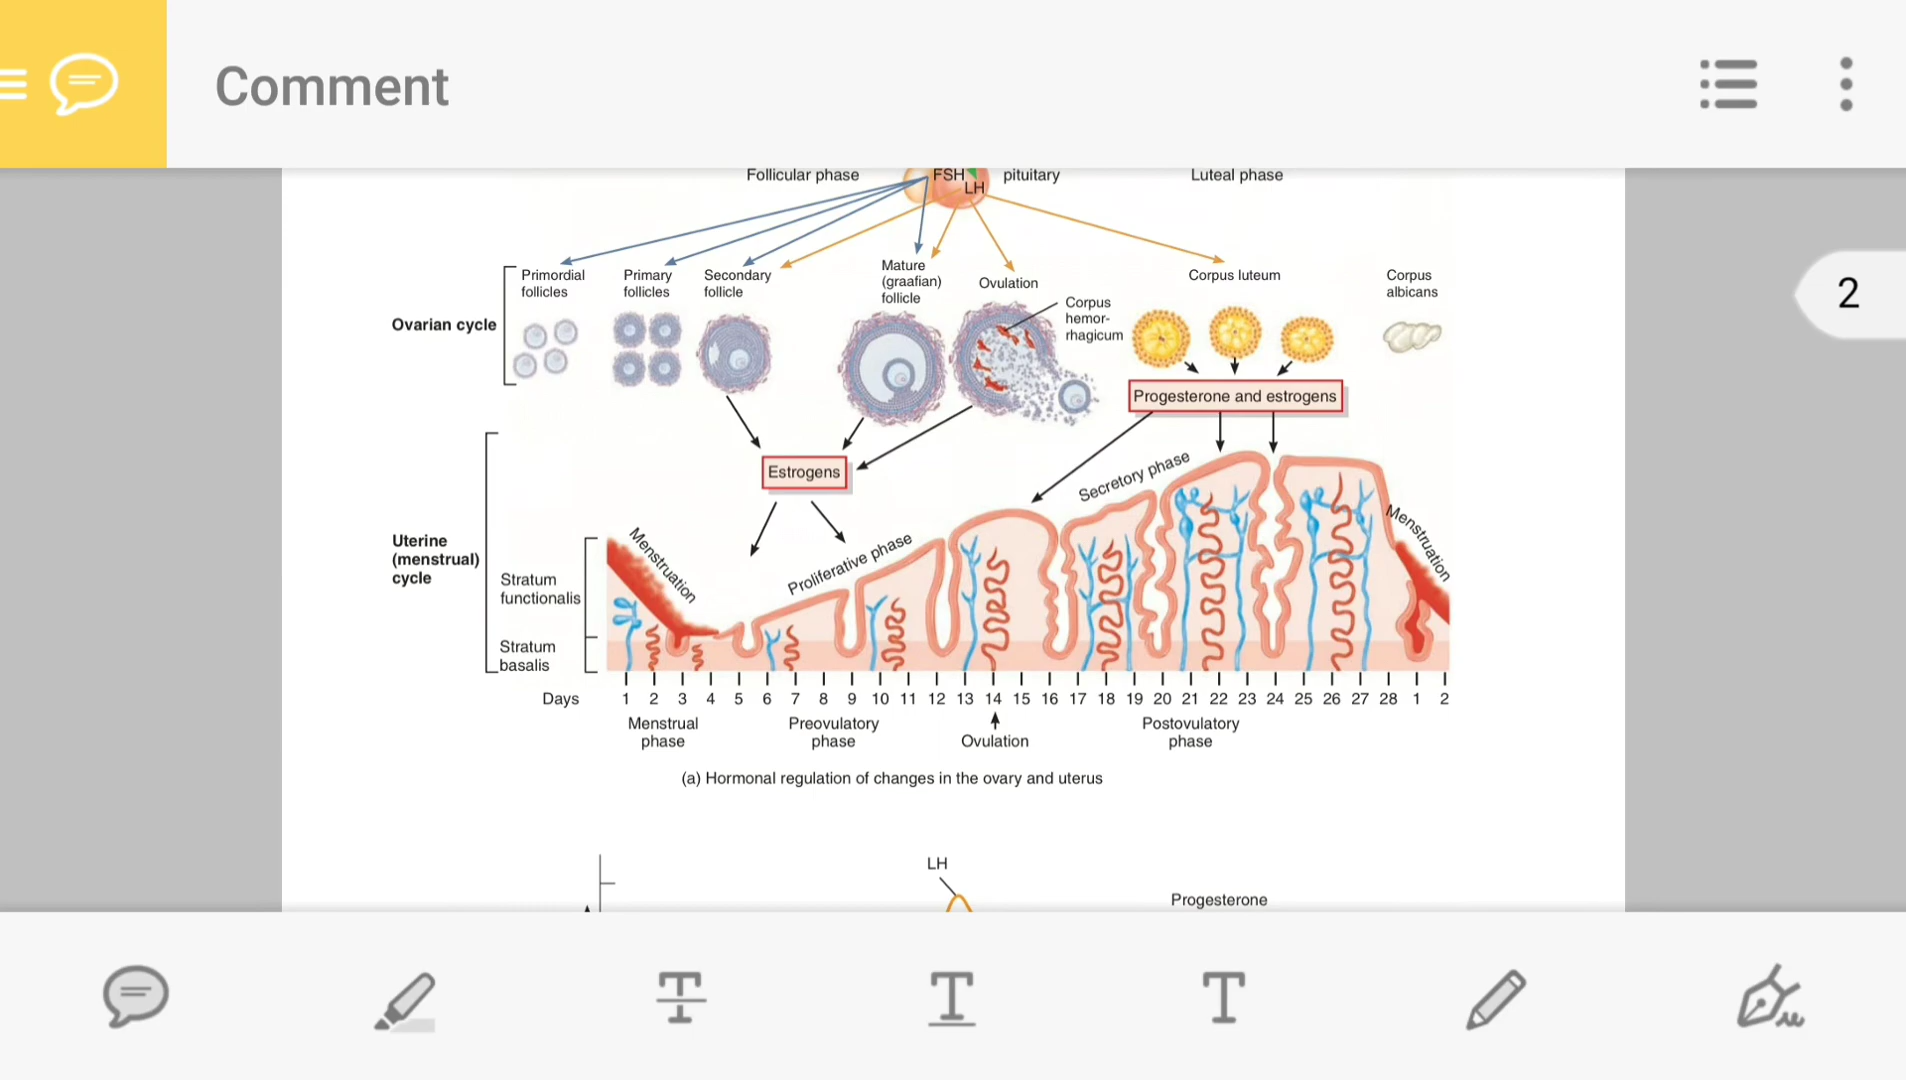 Comment
Follicular phase
FSH
LH
pituitary
Luteal phase
Primordial
follicles
Primary
follicles
Secondary
follicle
Mature
(graafian)
follicle
Ovulation
Corpus
hemor-
rhagicum
Corpus luteum
Corpus
albicans
2
Ovarian cycle
Progesterone and estrogens
Estrogens
Secretory phase
Menstruation
Proliferative phase
Menstruation
Uterine
(menstrual)
cycle
Stratum
functionalis
Stratum
basalis
Days 1 2 3 4 5 6 7 8 9 10 11 12 13 14 15 16 17 18 19 20 21 22 23 24 25 26 27 28 1 2
Menstrual
phase
Preovulatory
phase
Ovulation
Postovulatory
phase
(a) Hormonal regulation of changes in the ovary and uterus
LH
Progesterone